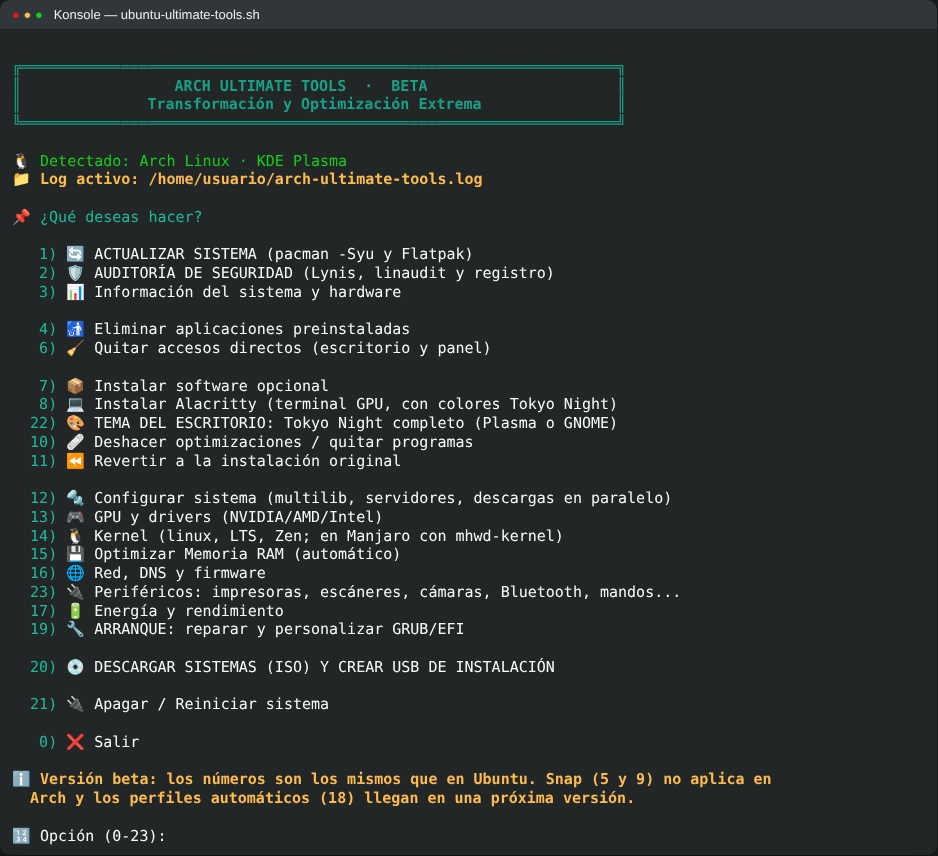 Konsole — ubuntu-ultimate-tools.sh
ARCH ULTIMATE TOOLS · BETA
Transformación y Optimización Extrema
Detectado: Arch Linux · KDE Plasma
Log activo: /home/usuario/arch-ultimate-tools.log
¿Qué deseas hacer?
1) ACTUALIZAR SISTEMA (pacman -Syu y Flatpak)
2) AUDITORÍA DE SEGURIDAD (Lynis, linaudit y registro)
3) Información del sistema y hardware
4) Eliminar aplicaciones preinstaladas
6) Quitar accesos directos (escritorio y panel)
7) Instalar software opcional
8) Instalar Alacritty (terminal GPU, con colores Tokyo Night)
22) TEMA DEL ESCRITORIO: Tokyo Night completo (Plasma o GNOME)
10) Deshacer optimizaciones / quitar programas
11) Revertir a la instalación original
12) Configurar sistema (multilib, servidores, descargas en paralelo)
13) GPU y drivers (NVIDIA/AMD/Intel)
14) Kernel (linux, LTS, Zen; en Manjaro con mhwd-kernel)
15) Optimizar Memoria RAM (automático)
16) Red, DNS y firmware
23) Periféricos: impresoras, escáneres, cámaras, Bluetooth, mandos...
17) Energía y rendimiento
19) ARRANQUE: reparar y personalizar GRUB/EFI
20) DESCARGAR SISTEMAS (ISO) Y CREAR USB DE INSTALACIÓN
21) Apagar / Reiniciar sistema
0) Salir
Versión beta: los números son los mismos que en Ubuntu. Snap (5 y 9) no aplica en
Arch y los perfiles automáticos (18) llegan en una próxima versión.
Opción (0-23):